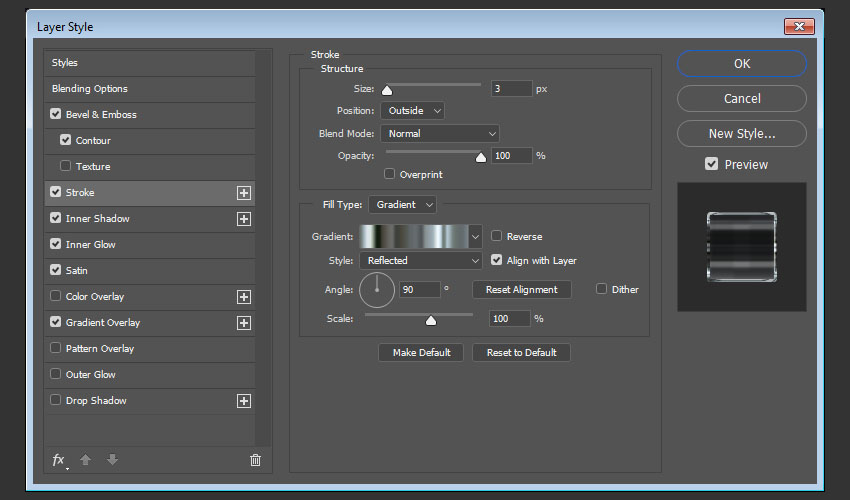 Layer Style
Styles
Blending Options
Bevel & Emboss
Contour
Texture
Stroke
Inner Shadow
Inner Glow
Satin
Color Overlay
Gradient Overlay
Pattern Overlay
Outer Glow
Drop Shadow
fx
Stroke
Structure
Size: 3 px
Position: Outside
Blend Mode: Normal
Opacity: 100 %
Overprint
Fill Type: Gradient
Gradient: Reverse
Style: Reflected Align with Layer
Angle: 90 ° Reset Alignment Dither
Scale: 100 %
Make Default Reset to Default
OK
Cancel
New Style...
Preview